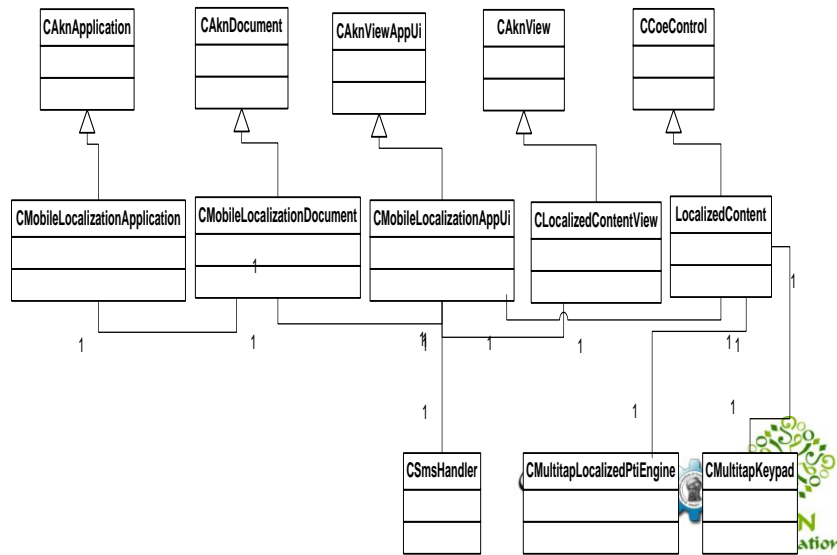 CAknApplication
CAknDocument
CAknViewAppUi
CAknView
CCoeControl
CMobileLocalizationApplication
CMobileLocalizationDocument
CMobileLocalizationAppUi
CLocalizedContentView
LocalizedContent
1
1
1
1
1
1
1
1
1
1
1
1
1
CSmsHandler
CMultitapLocalizedPtiEngine
CMultitapKeypad
N
ation